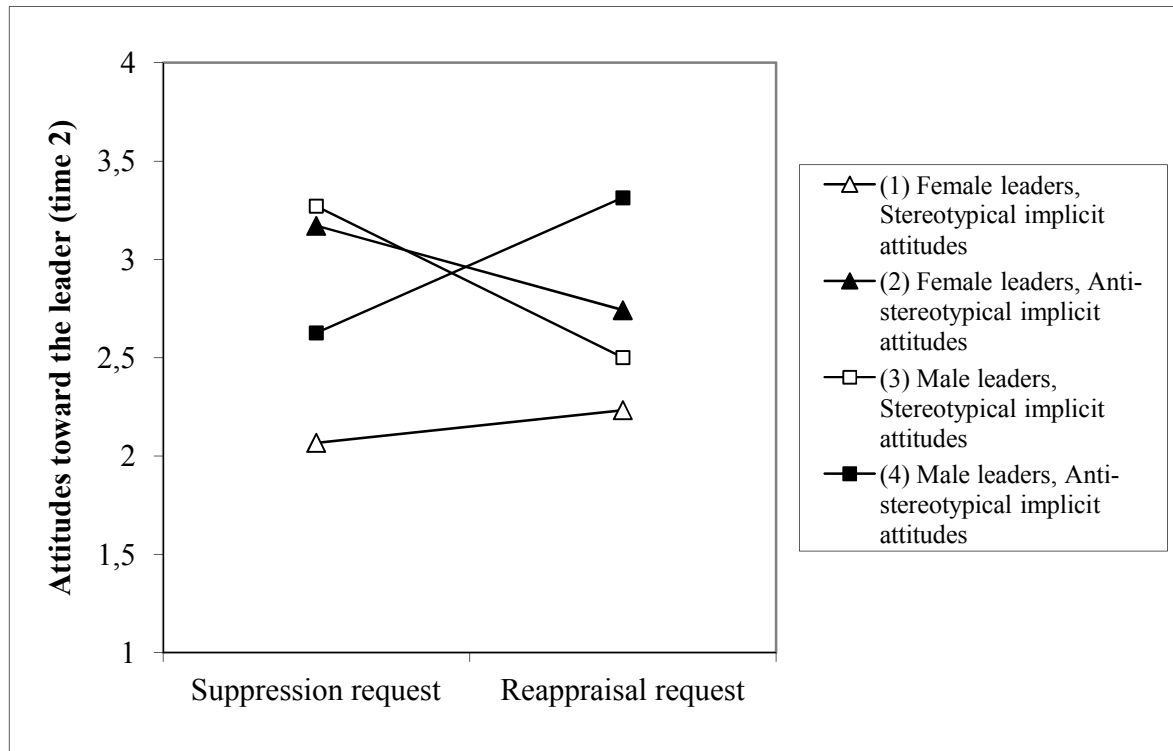 Attitudes toward the leader (time 2)
4
3,5
3
2,5
2
1,5
1
Suppression request
Reappraisal request
(1) Female leaders,
Stereotypical implicit
attitudes
(2) Female leaders, Anti-
stereotypical implicit
attitudes
(3) Male leaders,
Stereotypical implicit
attitudes
(4) Male leaders, Anti-
stereotypical implicit
attitudes